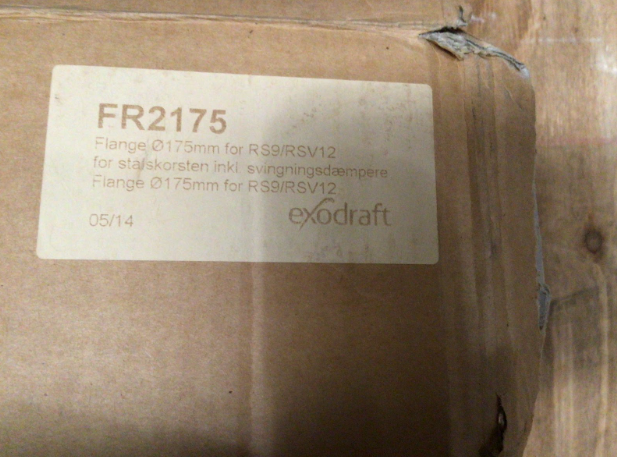 FR2175
Flange Ø175mm for RS9/RSV12
for stålskorsten inkl. svingningsdæmpere
Flange Ø175mm for RS9/RSV12
05/14
exodraft